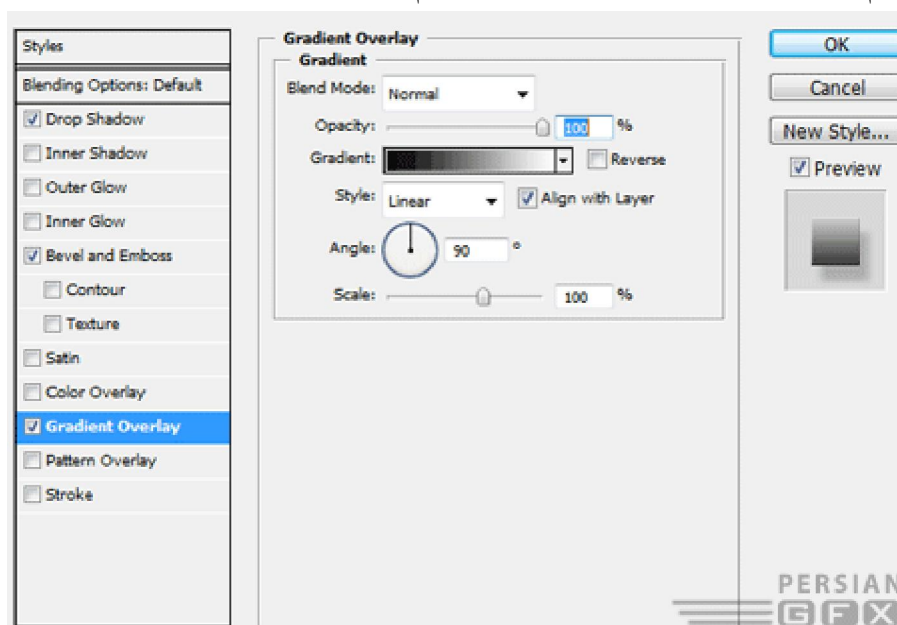 Styles
Blending Options: Default
Drop Shadow
Inner Shadow
Outer Glow
Inner Glow
Bevel and Emboss
Contour
Texture
Satin
Color Overlay
Gradient Overlay
Pattern Overlay
Stroke
Gradient Overlay
Gradient
Blend Mode: Normal
Opacity: 100 %
Gradient: Reverse
Style: Linear Align with Layer
Angle: 90 °
Scale: 100 %
OK
Cancel
New Style...
Preview
PERSIAN
GFX